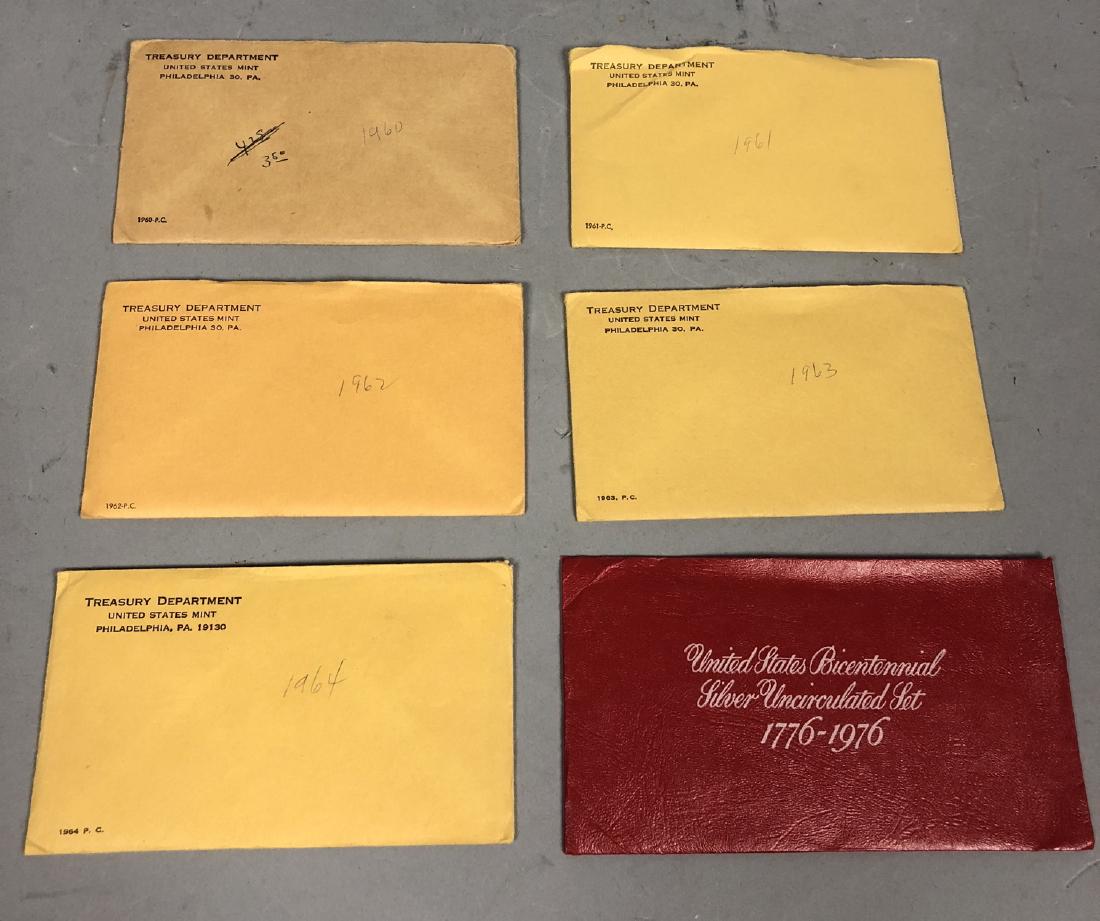 TREASURY DEPARTMENT
UNITED STATES MINT
PHILADELPHIA 30, PA.
1960
3⁵⁰
1960-P.C.
TREASURY DEPARTMENT
UNITED STATES MINT
PHILADELPHIA 30, PA.
1961
1961-P.C.
TREASURY DEPARTMENT
UNITED STATES MINT
PHILADELPHIA 30, PA.
1962
1962-P.C.
TREASURY DEPARTMENT
UNITED STATES MINT
PHILADELPHIA 30, PA.
1963
1963, P.C.
TREASURY DEPARTMENT
UNITED STATES MINT
PHILADELPHIA, PA. 19130
1964
1964 P. C.
United States Bicentennial
Silver Uncirculated Set
1776-1976